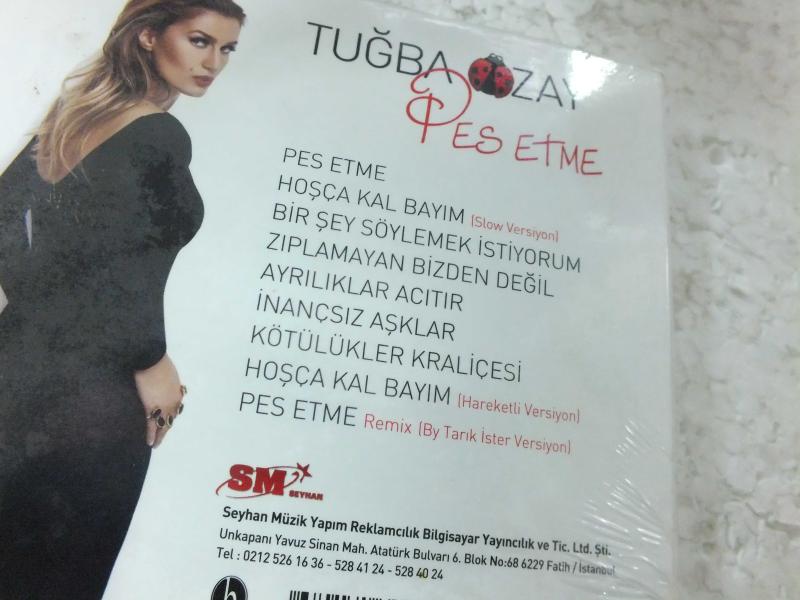 TUĞBA ÖZAY
PES ETME
PES ETME
HOŞÇA KAL BAYIM (Slow Versiyon)
BİR ŞEY SÖYLEMEK İSTİYORUM
ZIPLAMAYAN BİZDEN DEĞİL
AYRILIKLAR ACITIR
İNANÇSIZ AŞKLAR
KÖTÜLÜKLER KRALİÇESİ
HOŞÇA KAL BAYIM (Hareketli Versiyon)
PES ETME Remix (By Tarık İster Versiyon)
SM SEYHAN
Seyhan Müzik Yapım Reklamcılık Bilgisayar Yayıncılık ve Tic. Ltd. Şti.
Unkapanı Yavuz Sinan Mah. Atatürk Bulvarı 6. Blok No:68 6229 Fatih / İstanbul
Tel : 0212 526 16 36 - 528 41 24 - 528 40 24